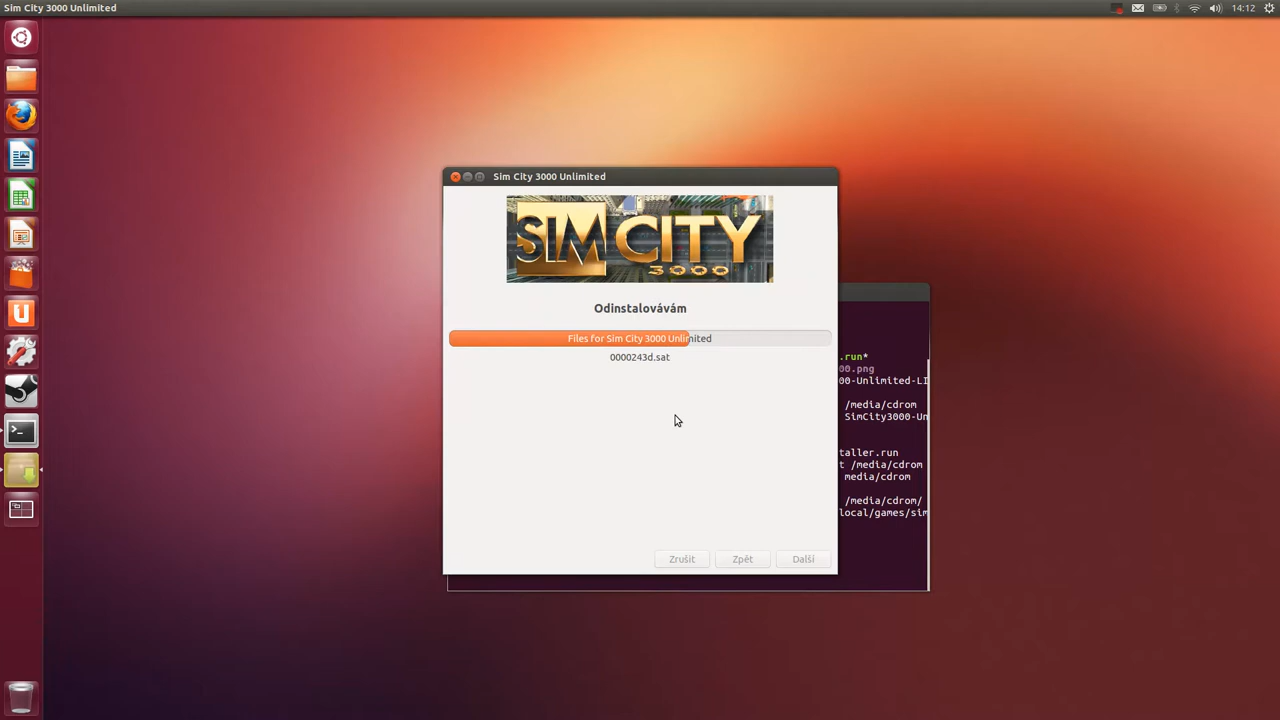 Sim City 3000 Unlimited
14:12
Sim City 3000 Unlimited
SIM CITY
3000
Odinstalovávám
Files for Sim City 3000 Unlimited
0000243d.sat
.run*
00.png
00-Unlimited-LI
/media/cdrom
SimCity3000-Un
taller.run
t /media/cdrom
media/cdrom
/media/cdrom/
local/games/sim
Zrušit
Zpět
Další